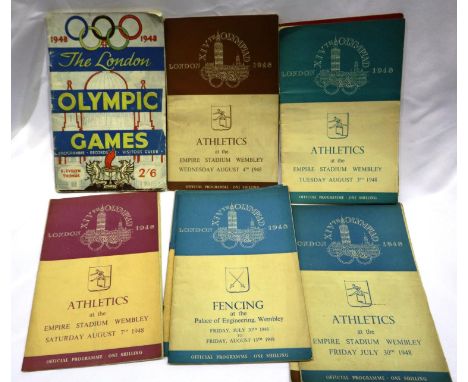 1948 1948
The London
OLYMPIC
GAMES
PROGRAMME · RECORDS · VISITORS GUIDE
2/6
XIVTH OLYMPIAD
LONDON 1948
ATHLETICS
at the
EMPIRE STADIUM WEMBLEY
WEDNESDAY AUGUST 4TH 1948
OFFICIAL PROGRAMME · ONE SHILLING
XIVTH OLYMPIAD
LONDON 1948
ATHLETICS
at the
EMPIRE STADIUM WEMBLEY
TUESDAY AUGUST 3RD 1948
OFFICIAL PROGRAMME · ONE SHILLING
XIVTH OLYMPIAD
LONDON 1948
ATHLETICS
at the
EMPIRE STADIUM WEMBLEY
SATURDAY AUGUST 7TH 1948
OFFICIAL PROGRAMME · ONE SHILLING
XIVTH OLYMPIAD
LONDON 1948
FENCING
at the
Palace of Engineering, Wembley
FRIDAY, JULY 30TH 1948
to
FRIDAY, AUGUST 13TH 1948
OFFICIAL PROGRAMME · ONE SHILLING
XIVTH OLYMPIAD
LONDON 1948
ATHLETICS
at the
EMPIRE STADIUM WEMBLEY
FRIDAY JULY 30TH 1948
OFFICIAL PROGRAMME · ONE SHILLING